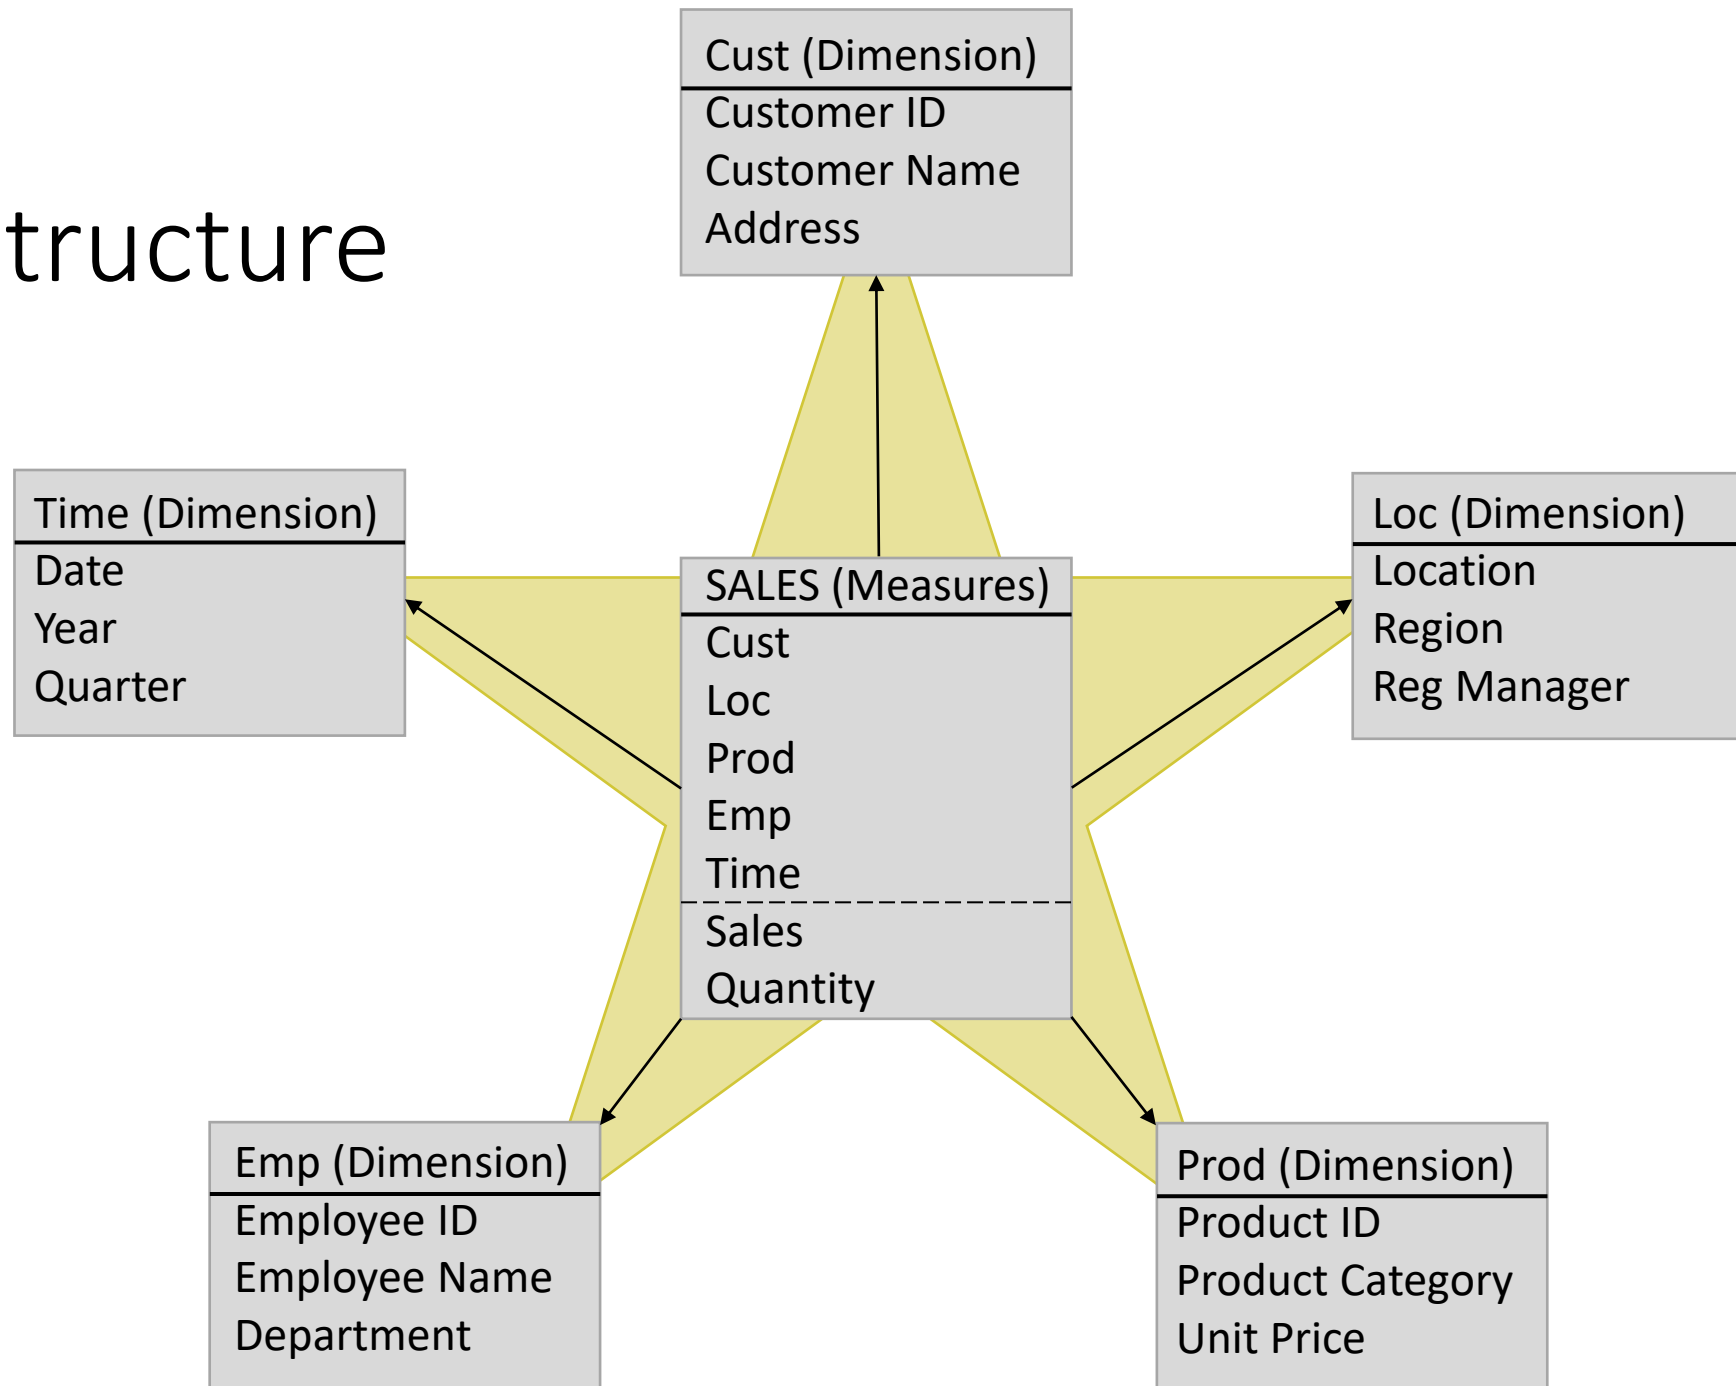 tructure
Cust (Dimension)
Customer ID
Customer Name
Address
Time (Dimension)
Date
Year
Quarter
SALES (Measures)
Cust
Loc
Prod
Emp
Time
Sales
Quantity
Loc (Dimension)
Location
Region
Reg Manager
Emp (Dimension)
Employee ID
Employee Name
Department
Prod (Dimension)
Product ID
Product Category
Unit Price